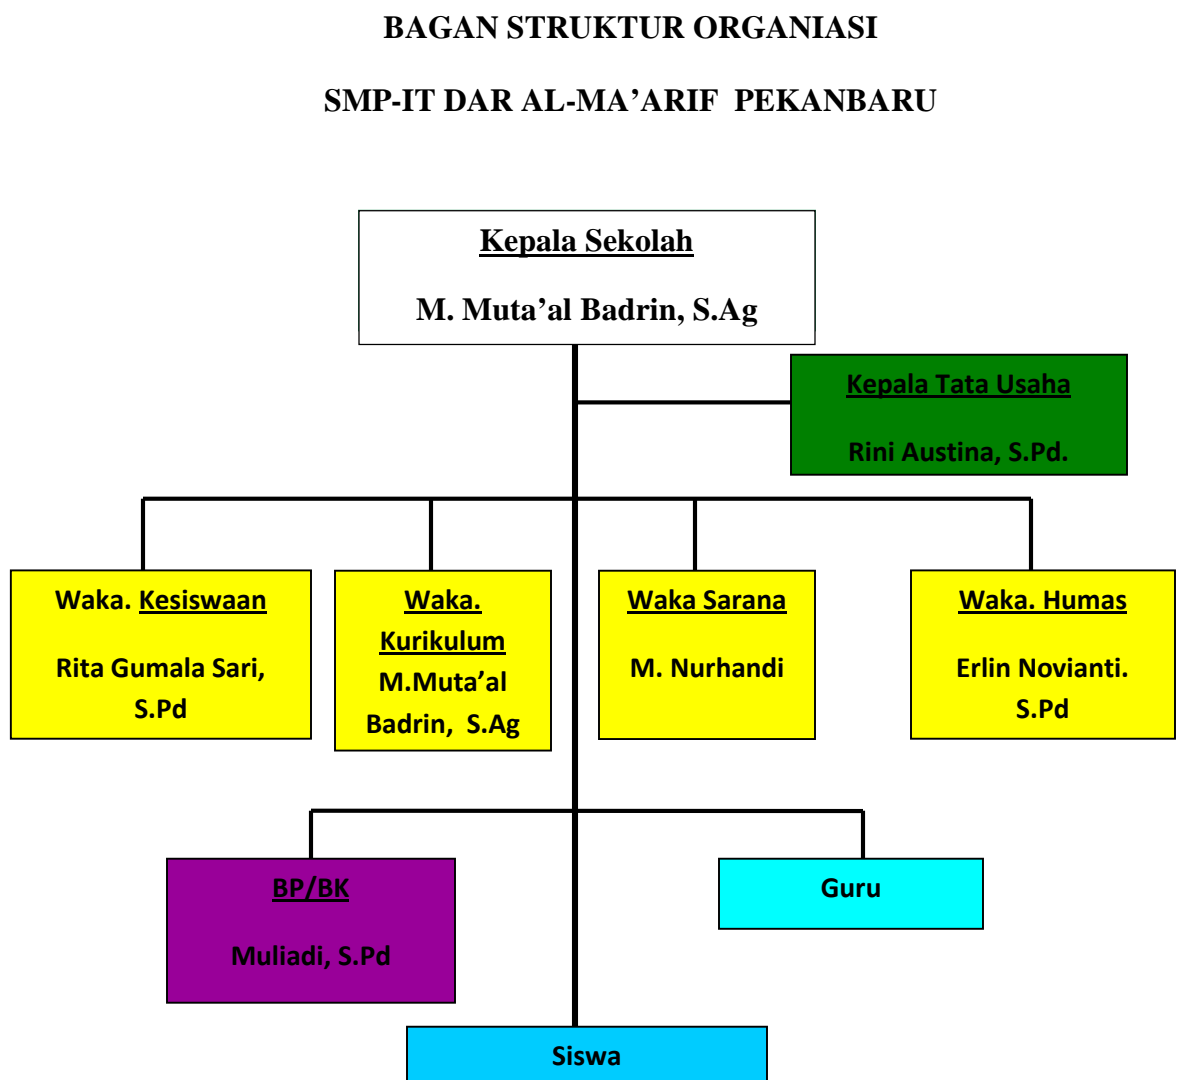 BAGAN STRUKTUR ORGANIASI
SMP-IT DAR AL-MA’ARIF PEKANBARU
Kepala Sekolah
M. Muta’al Badrin, S.Ag
Kepala Tata Usaha
Rini Austina, S.Pd.
Waka. Kesiswaan
Rita Gumala Sari,
S.Pd
Waka.
Kurikulum
M.Muta’al
Badrin, S.Ag
Waka Sarana
M. Nurhandi
Waka. Humas
Erlin Novianti.
S.Pd
BP/BK
Muliadi, S.Pd
Guru
Siswa